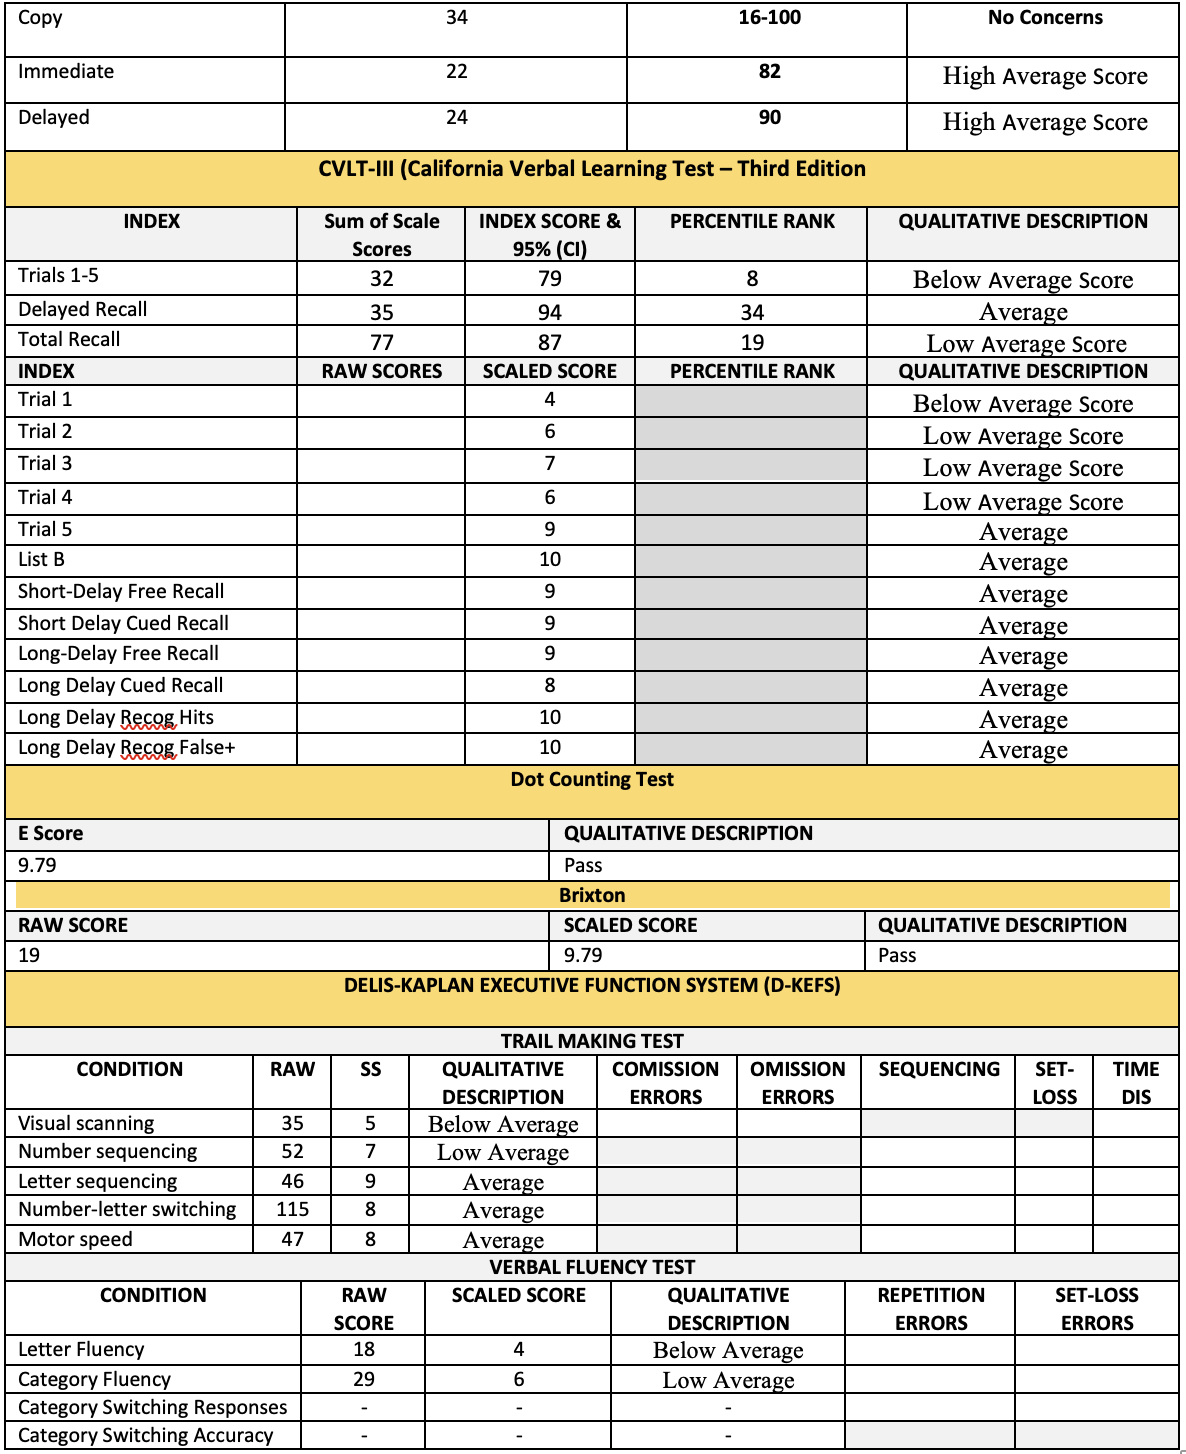 Copy 34 16-100 No Concerns
Immediate 22 82 High Average Score
Delayed 24 90 High Average Score
CVLT-III (California Verbal Learning Test – Third Edition
INDEX Sum of Scale INDEX SCORE & PERCENTILE RANK QUALITATIVE DESCRIPTION
Scores 95% (CI)
Trials 1-5 32 79 8 Below Average Score
Delayed Recall 35 94 34 Average
Total Recall 77 87 19 Low Average Score
INDEX RAW SCORES SCALED SCORE PERCENTILE RANK QUALITATIVE DESCRIPTION
Trial 1 4 Below Average Score
Trial 2 6 Low Average Score
Trial 3 7 Low Average Score
Trial 4 6 Low Average Score
Trial 5 9 Average
List B 10 Average
Short-Delay Free Recall 9 Average
Short Delay Cued Recall 9 Average
Long-Delay Free Recall 9 Average
Long Delay Cued Recall 8 Average
Long Delay Recog Hits 10 Average
Long Delay Recog False+ 10 Average
Dot Counting Test
E Score QUALITATIVE DESCRIPTION
9.79 Pass
Brixton
RAW SCORE SCALED SCORE QUALITATIVE DESCRIPTION
19 9.79 Pass
DELIS-KAPLAN EXECUTIVE FUNCTION SYSTEM (D-KEFS)
TRAIL MAKING TEST
CONDITION RAW SS QUALITATIVE COMISSION OMISSION SEQUENCING SET- TIME
DESCRIPTION ERRORS ERRORS LOSS DIS
Visual scanning 35 5 Below Average
Number sequencing 52 7 Low Average
Letter sequencing 46 9 Average
Number-letter switching 115 8 Average
Motor speed 47 8 Average
VERBAL FLUENCY TEST
CONDITION RAW SCALED SCORE QUALITATIVE REPETITION SET-LOSS
SCORE DESCRIPTION ERRORS ERRORS
Letter Fluency 18 4 Below Average
Category Fluency 29 6 Low Average
Category Switching Responses - - -
Category Switching Accuracy - - -